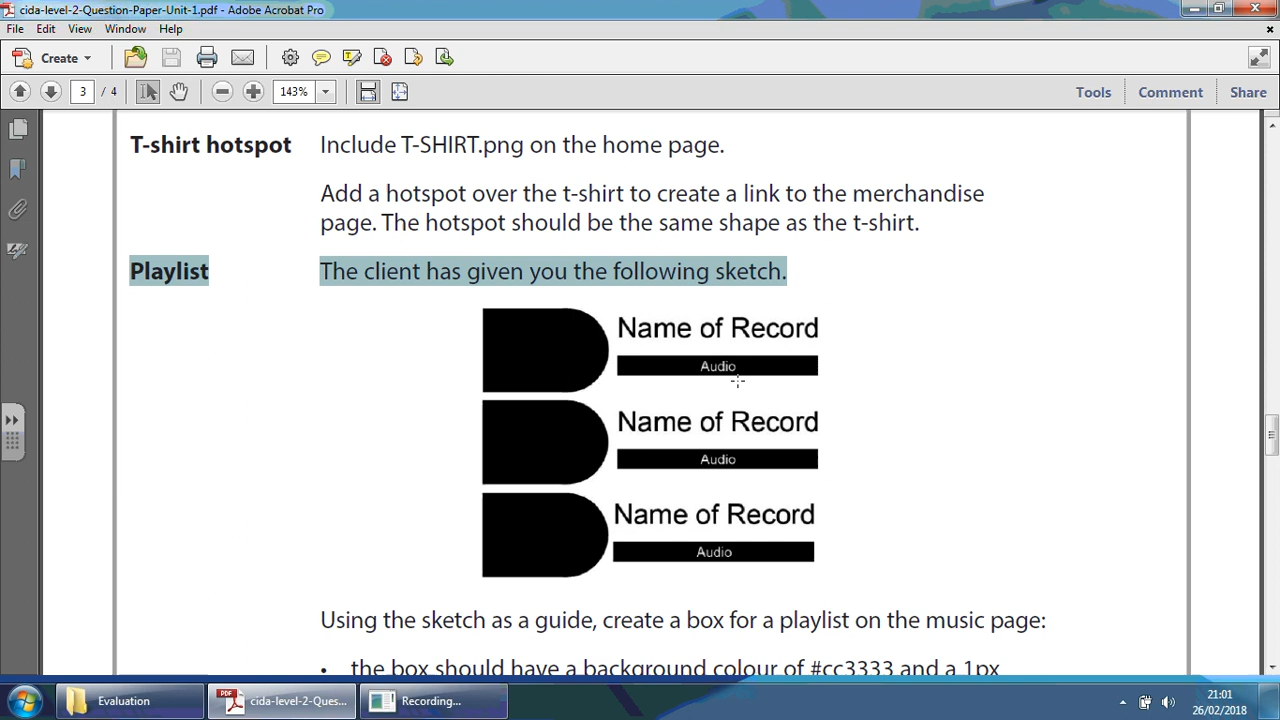 cida-level-2-Question-Paper-Unit-1.pdf - Adobe Acrobat Pro
File Edit View Window Help
Create
3 / 4 143% Tools Comment Share
T-shirt hotspot Include T-SHIRT.png on the home page.
Add a hotspot over the t-shirt to create a link to the merchandise
page. The hotspot should be the same shape as the t-shirt.
Playlist The client has given you the following sketch.
Name of Record
Audio
Name of Record
Audio
Name of Record
Audio
Using the sketch as a guide, create a box for a playlist on the music page:
• the box should have a background colour of #cc3333 and a 1px
Evaluation cida-level-2-Ques... Recording... 21:01
26/02/2018